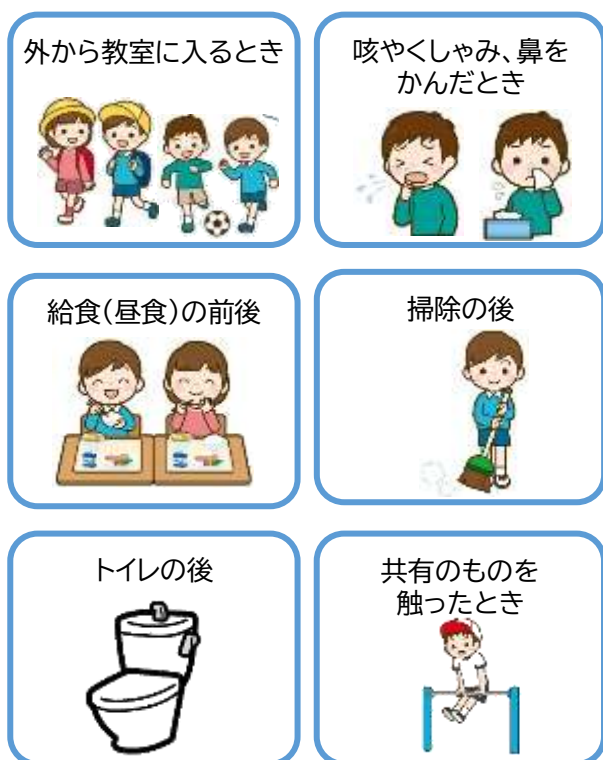 外から教室に入るとき
咳やくしゃみ、鼻を
かんだとき
給食(昼食)の前後
掃除の後
トイレの後
共有のものを
触ったとき